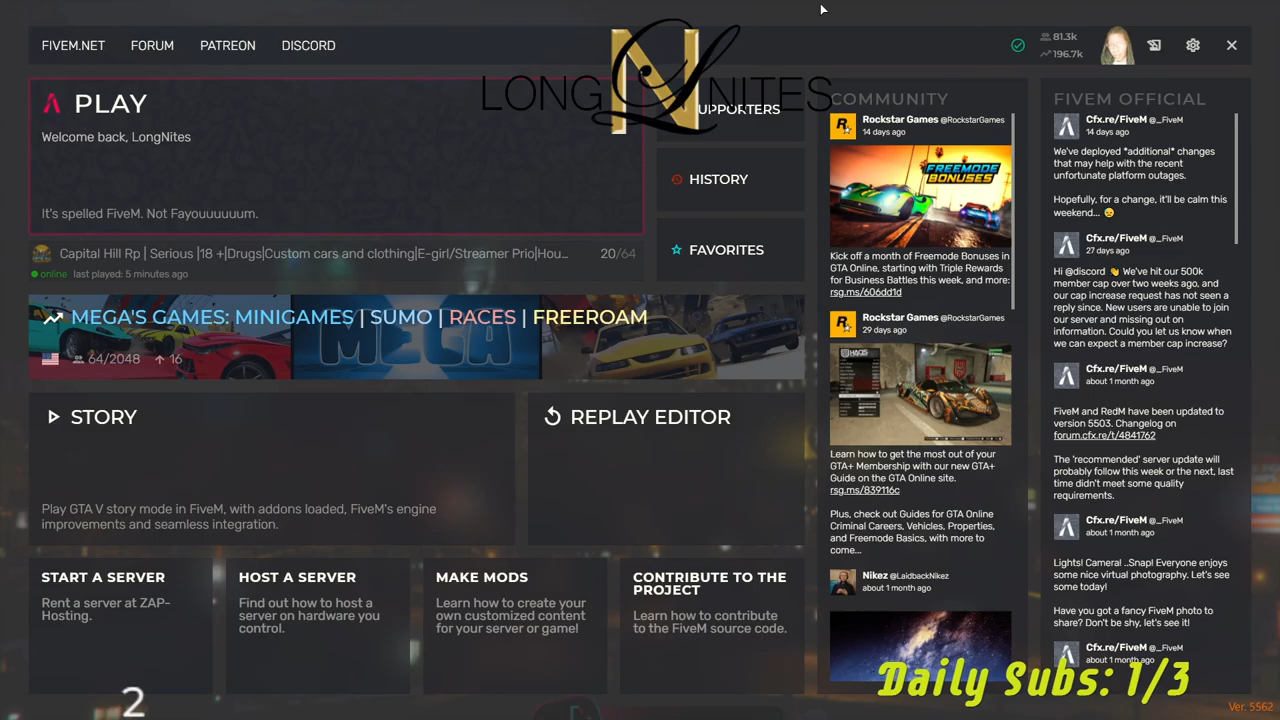 FIVEM.NET
FORUM
PATREON
DISCORD
81.3k
196.7k
LONG NITES
N L
PLAY
Welcome back, LongNites
It's spelled FiveM. Not Fayouuuuuum.
UPPORTERS
HISTORY
FAVORITES
Capital Hill Rp | Serious |18 +|Drugs|Custom cars and clothing|E-girl/Streamer Prio|Hou...
20/64
online
last played: 5 minutes ago
MEGA'S GAMES: MINIGAMES | SUMO | RACES | FREEROAM
MEGA
64/2048
16
STORY
Play GTA V story mode in FiveM, with addons loaded, FiveM's engine
improvements and seamless integration.
REPLAY EDITOR
START A SERVER
Rent a server at ZAP-
Hosting.
HOST A SERVER
Find out how to host a
server on hardware you
control.
MAKE MODS
Learn how to create your
own customized content
for your server or game!
CONTRIBUTE TO THE
PROJECT
Learn how to contribute
to the FiveM source code.
COMMUNITY
Rockstar Games @RockstarGames
14 days ago
FREEMODE
BONUSES
Kick off a month of Freemode Bonuses in
GTA Online, starting with Triple Rewards
for Business Battles this week, and more:
rsg.ms/606dd1d
Rockstar Games @RockstarGames
29 days ago
Learn how to get the most out of your
GTA+ Membership with our new GTA+
Guide on the GTA Online site.
rsg.ms/839116c
Plus, check out Guides for GTA Online
Criminal Careers, Vehicles, Properties,
and Freemode Basics, with more to
come...
Nikez @LaidbackNikez
about 1 month ago
FIVEM OFFICIAL
Cfx.re/FiveM @_FiveM
14 days ago
We've deployed *additional* changes
that may help with the recent
unfortunate platform outages.
Hopefully, for a change, it'll be calm this
weekend... 😔
Cfx.re/FiveM @_FiveM
27 days ago
Hi @discord 👋 We've hit our 500k
member cap over two weeks ago, and
our cap increase request has not seen a
reply since. New users are unable to join
our server and missing out on
information. Could you let us know when
we can expect a member cap increase?
Cfx.re/FiveM @_FiveM
about 1 month ago
FiveM and RedM have been updated to
version 5503. Changelog on
forum.cfx.re/t/4841762
The 'recommended' server update will
probably follow this week or the next, last
time didn't meet some quality
requirements.
Cfx.re/FiveM @_FiveM
about 1 month ago
Lights! Camera ..Snap! Everyone enjoys
some nice virtual photography. Let's see
some today!
Have you got a fancy FiveM photo to
share? Don't be shy, let's see it!
Cfx.re/FiveM @_FiveM
about 1 month ago
Daily Subs: 1/3
2
Ver. 5562